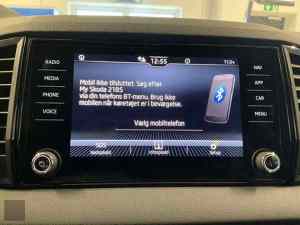 12:55
RADIO
MEDIA
PHONE
VOICE
Mobil ikke tilsluttet. Søg efter
My Skoda 2185
via din telefons BT-menu. Brug ikke
mobilen når køretøjet er i bevægelse.
Vælg mobiltelefon
Setup
NAV
APP
CAR
MENU